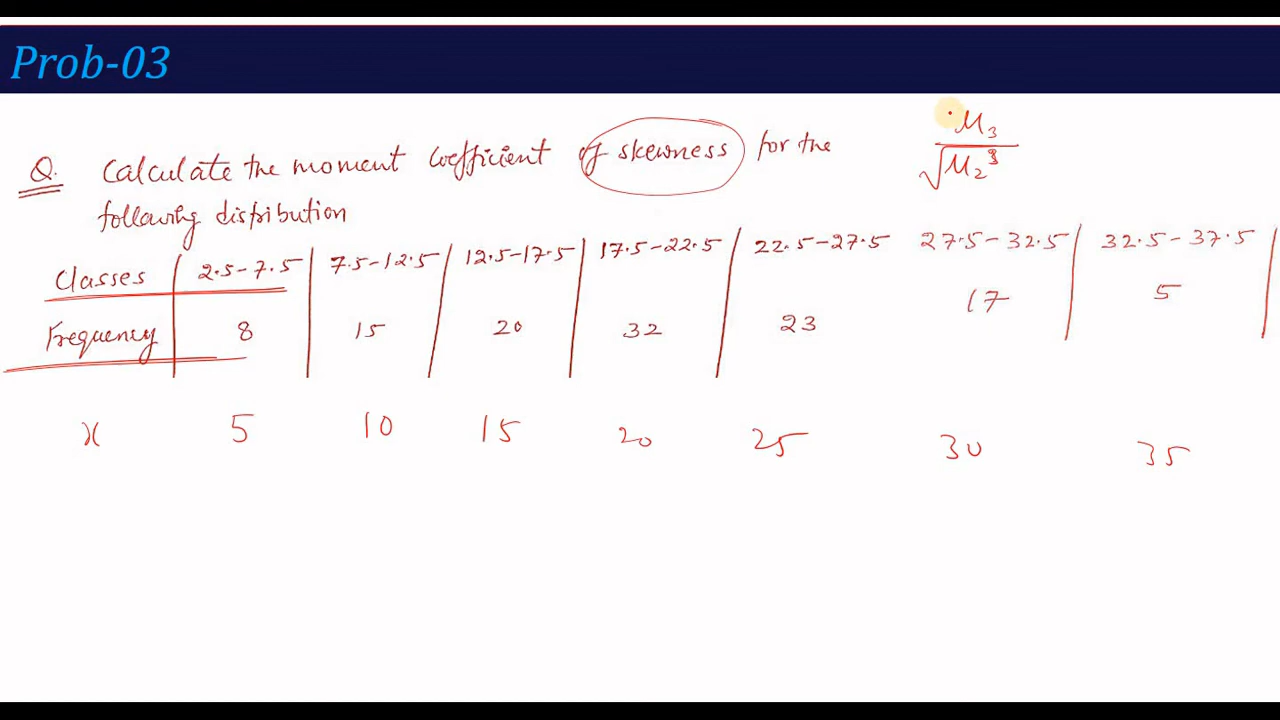 Prob-03
Q. Calculate the moment coefficient of skewness for the
following distribution
μ3
√μ2³
Classes 2.5-7.5 7.5-12.5 12.5-17.5 17.5-22.5 22.5-27.5 27.5-32.5 32.5-37.5
Frequency 8 15 20 32 23 17 5
x 5 10 15 20 25 30 35